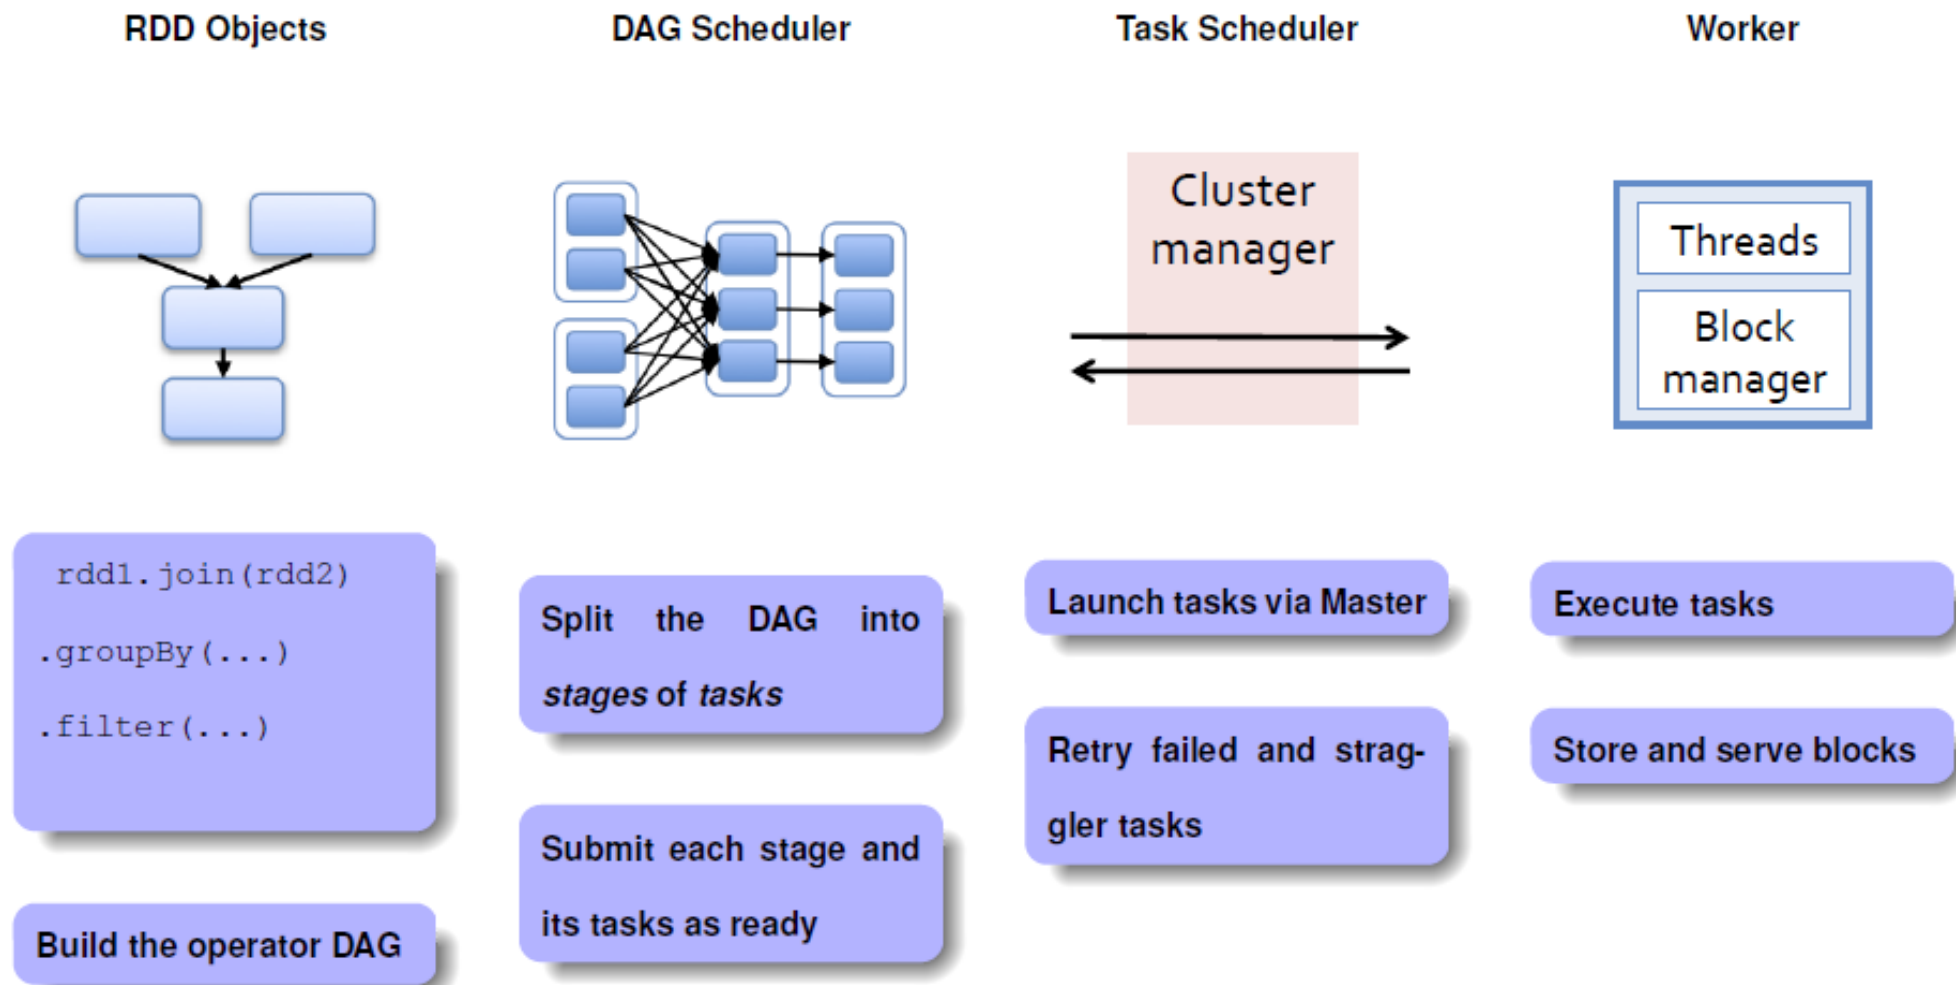 RDD Objects
DAG Scheduler
Task Scheduler
Worker
Cluster
manager
Threads
Block
manager
rdd1.join(rdd2)
.groupBy(...)
.filter(...)
Build the operator DAG
Split the DAG into
stages of tasks
Submit each stage and
its tasks as ready
Launch tasks via Master
Retry failed and strag-
gler tasks
Execute tasks
Store and serve blocks